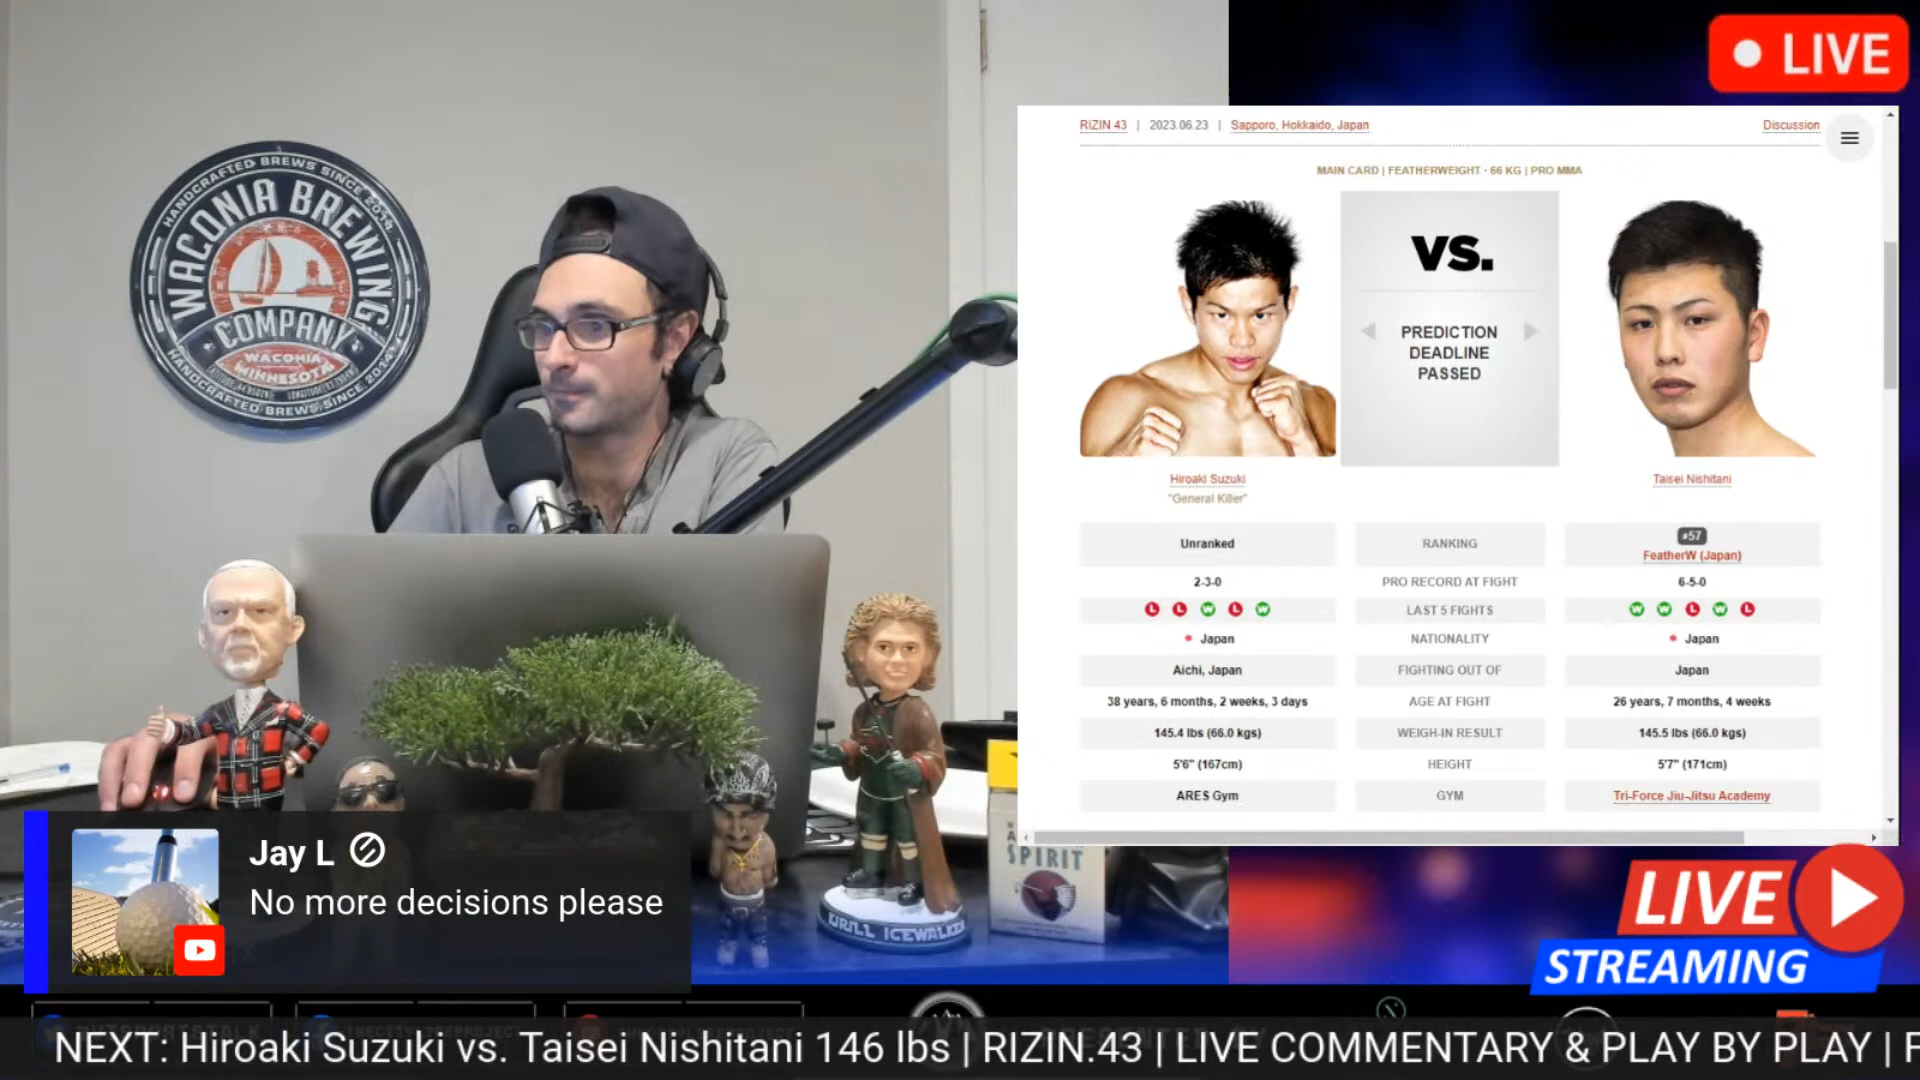 LIVE
RIZIN 43 | 2023.06.23 | Sapporo, Hokkaido, Japan
Discussion
MAIN CARD | FEATHERWEIGHT · 66 KG | PRO MMA
HANDCRAFTED BREWS SINCE 2014
WACONIA BREWING
COMPANY
WACONIA
MINNESOTA
HANDCRAFTED BREWS SINCE 2014
VS.
PREDICTION
DEADLINE
PASSED
Hiroaki Suzuki
"General Killer"
Taisei Nishitani
Unranked RANKING #57
FeatherW (Japan)
2-3-0 PRO RECORD AT FIGHT 6-5-0
L L W L W LAST 5 FIGHTS W W L W L
Japan NATIONALITY Japan
Aichi, Japan FIGHTING OUT OF Japan
38 years, 6 months, 2 weeks, 3 days AGE AT FIGHT 26 years, 7 months, 4 weeks
145.4 lbs (66.0 kgs) WEIGH-IN RESULT 145.5 lbs (66.0 kgs)
5'6" (167cm) HEIGHT 5'7" (171cm)
ARES Gym GYM Tri-Force Jiu-Jitsu Academy
SPIRIT
Jay L
No more decisions please
KIRILL ICEWALKER
LIVE
STREAMING
NEXT: Hiroaki Suzuki vs. Taisei Nishitani 146 lbs | RIZIN.43 | LIVE COMMENTARY & PLAY BY PLAY | F